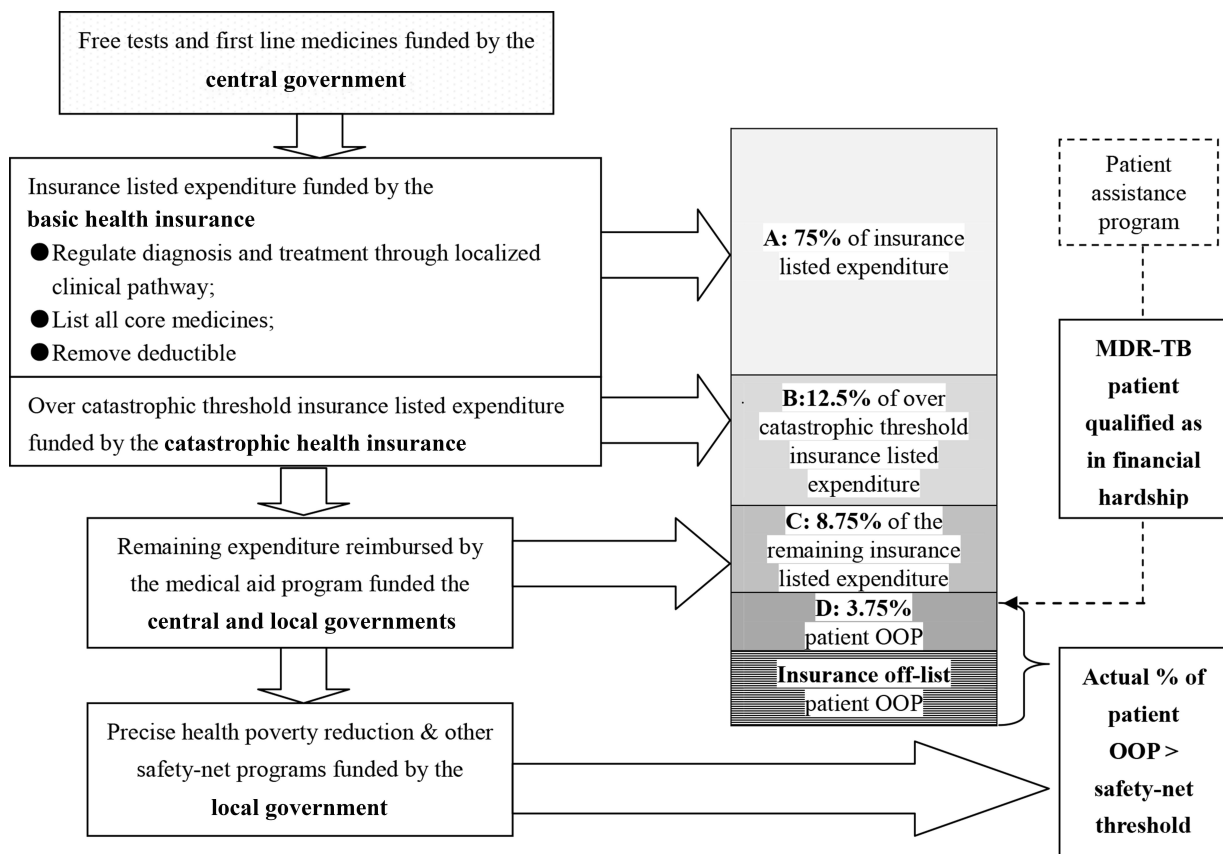 Free tests and first line medicines funded by the
central government
Insurance listed expenditure funded by the
basic health insurance
●Regulate diagnosis and treatment through localized
clinical pathway;
●List all core medicines;
●Remove deductible
Over catastrophic threshold insurance listed expenditure
funded by the catastrophic health insurance
Remaining expenditure reimbursed by
the medical aid program funded the
central and local governments
Precise health poverty reduction & other
safety-net programs funded by the
local government
A: 75% of insurance
listed expenditure
B:12.5% of over
catastrophic threshold
insurance listed
expenditure
C: 8.75% of the
remaining insurance
listed expenditure
D: 3.75%
patient OOP
Insurance off-list
patient OOP
Patient
assistance
program
MDR-TB
patient
qualified as
in financial
hardship
Actual % of
patient
OOP >
safety-net
threshold